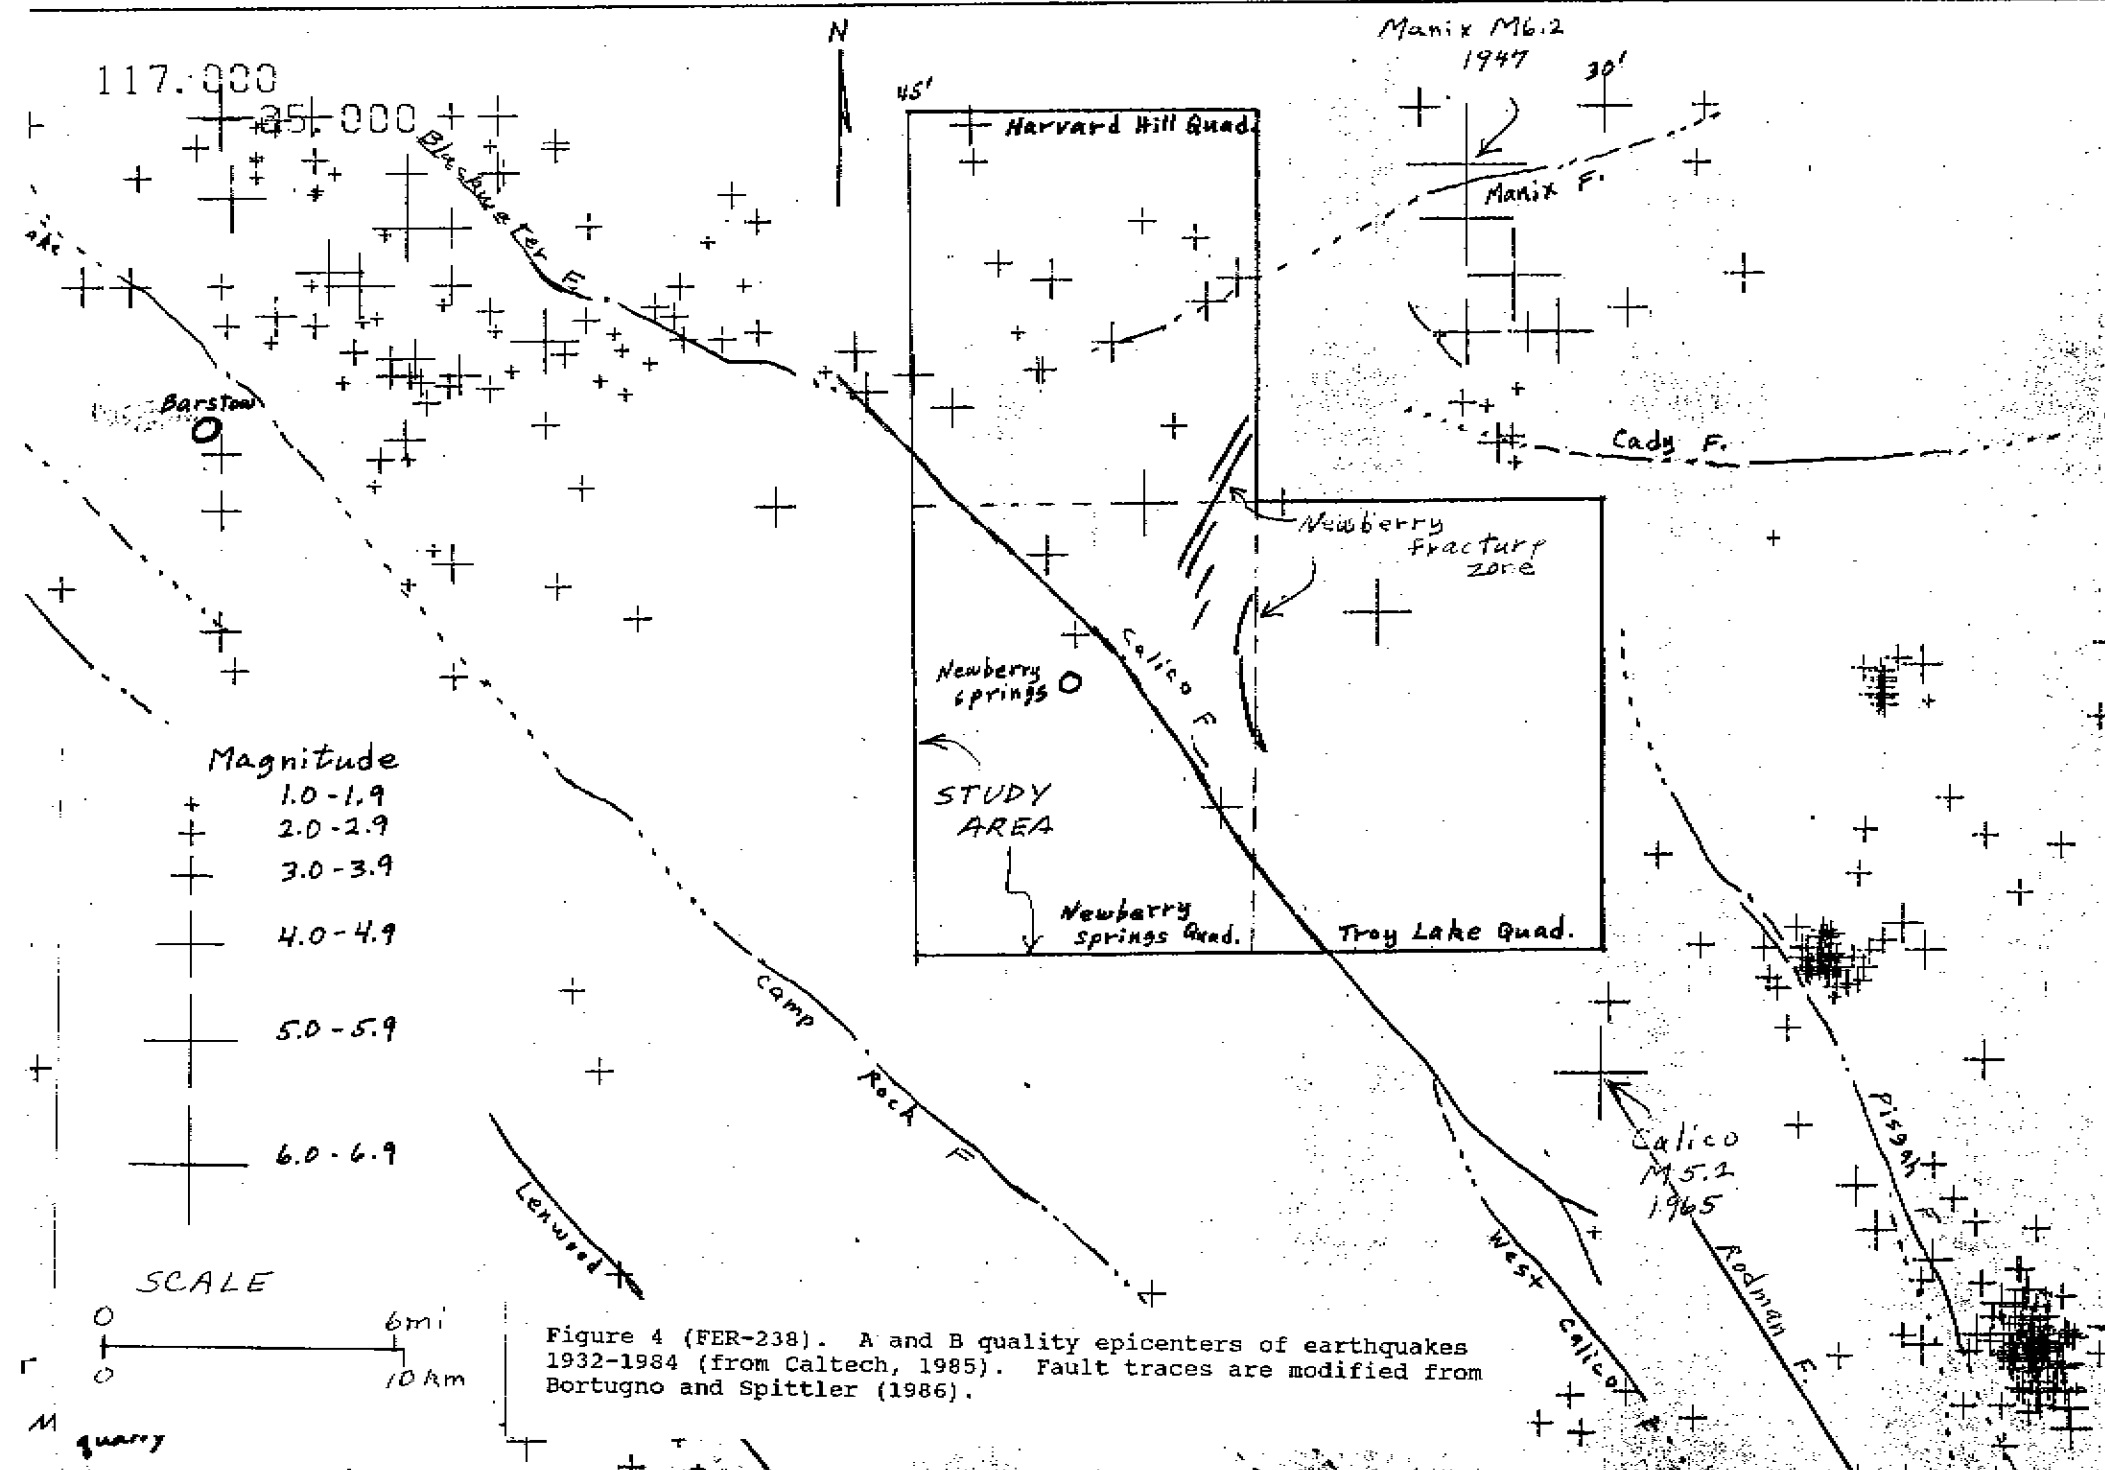 N
Manix M6.2
1947
30'
117.000
35.000
45'
Harvard Hill Quad.
Blackwater F.
Manix F.
ake
Barstow
Cady F.
Newberry
fracture
zone
Calico F
Newberry
Springs
Magnitude
1.0-1.9
2.0-2.9
3.0-3.9
4.0-4.9
5.0-5.9
6.0-6.9
STUDY
AREA
Newberry
Springs Quad.
Troy Lake Quad.
Camp
Rock
F
Calico
M 5.2
1965
Pisgah
F
Lenwood
West
Calico
F
Rodman
F.
SCALE
0
6mi
0
10 km
Figure 4 (FER-238). A and B quality epicenters of earthquakes
1932-1984 (from Caltech, 1985). Fault traces are modified from
Bortugno and Spittler (1986).
M
quarry